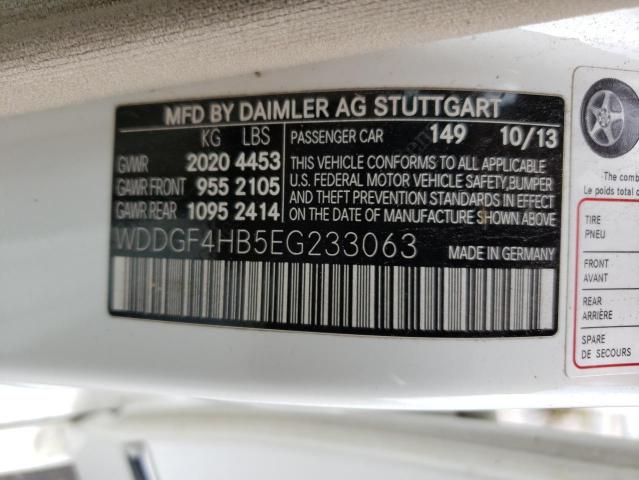 MFD BY DAIMLER AG STUTTGART
KG LBS
GVWR 2020 4453
GAWR FRONT 955 2105
GAWR REAR 1095 2414
PASSENGER CAR 149 10/13
THIS VEHICLE CONFORMS TO ALL APPLICABLE
U.S. FEDERAL MOTOR VEHICLE SAFETY,BUMPER
AND THEFT PREVENTION STANDARDS IN EFFECT
ON THE DATE OF MANUFACTURE SHOWN ABOVE
WDDGF4HB5EG233063
MADE IN GERMANY
The comb
Le poids total
TIRE
PNEU
FRONT
AVANT
REAR
ARRIÈRE
SPARE
DE SECOURS